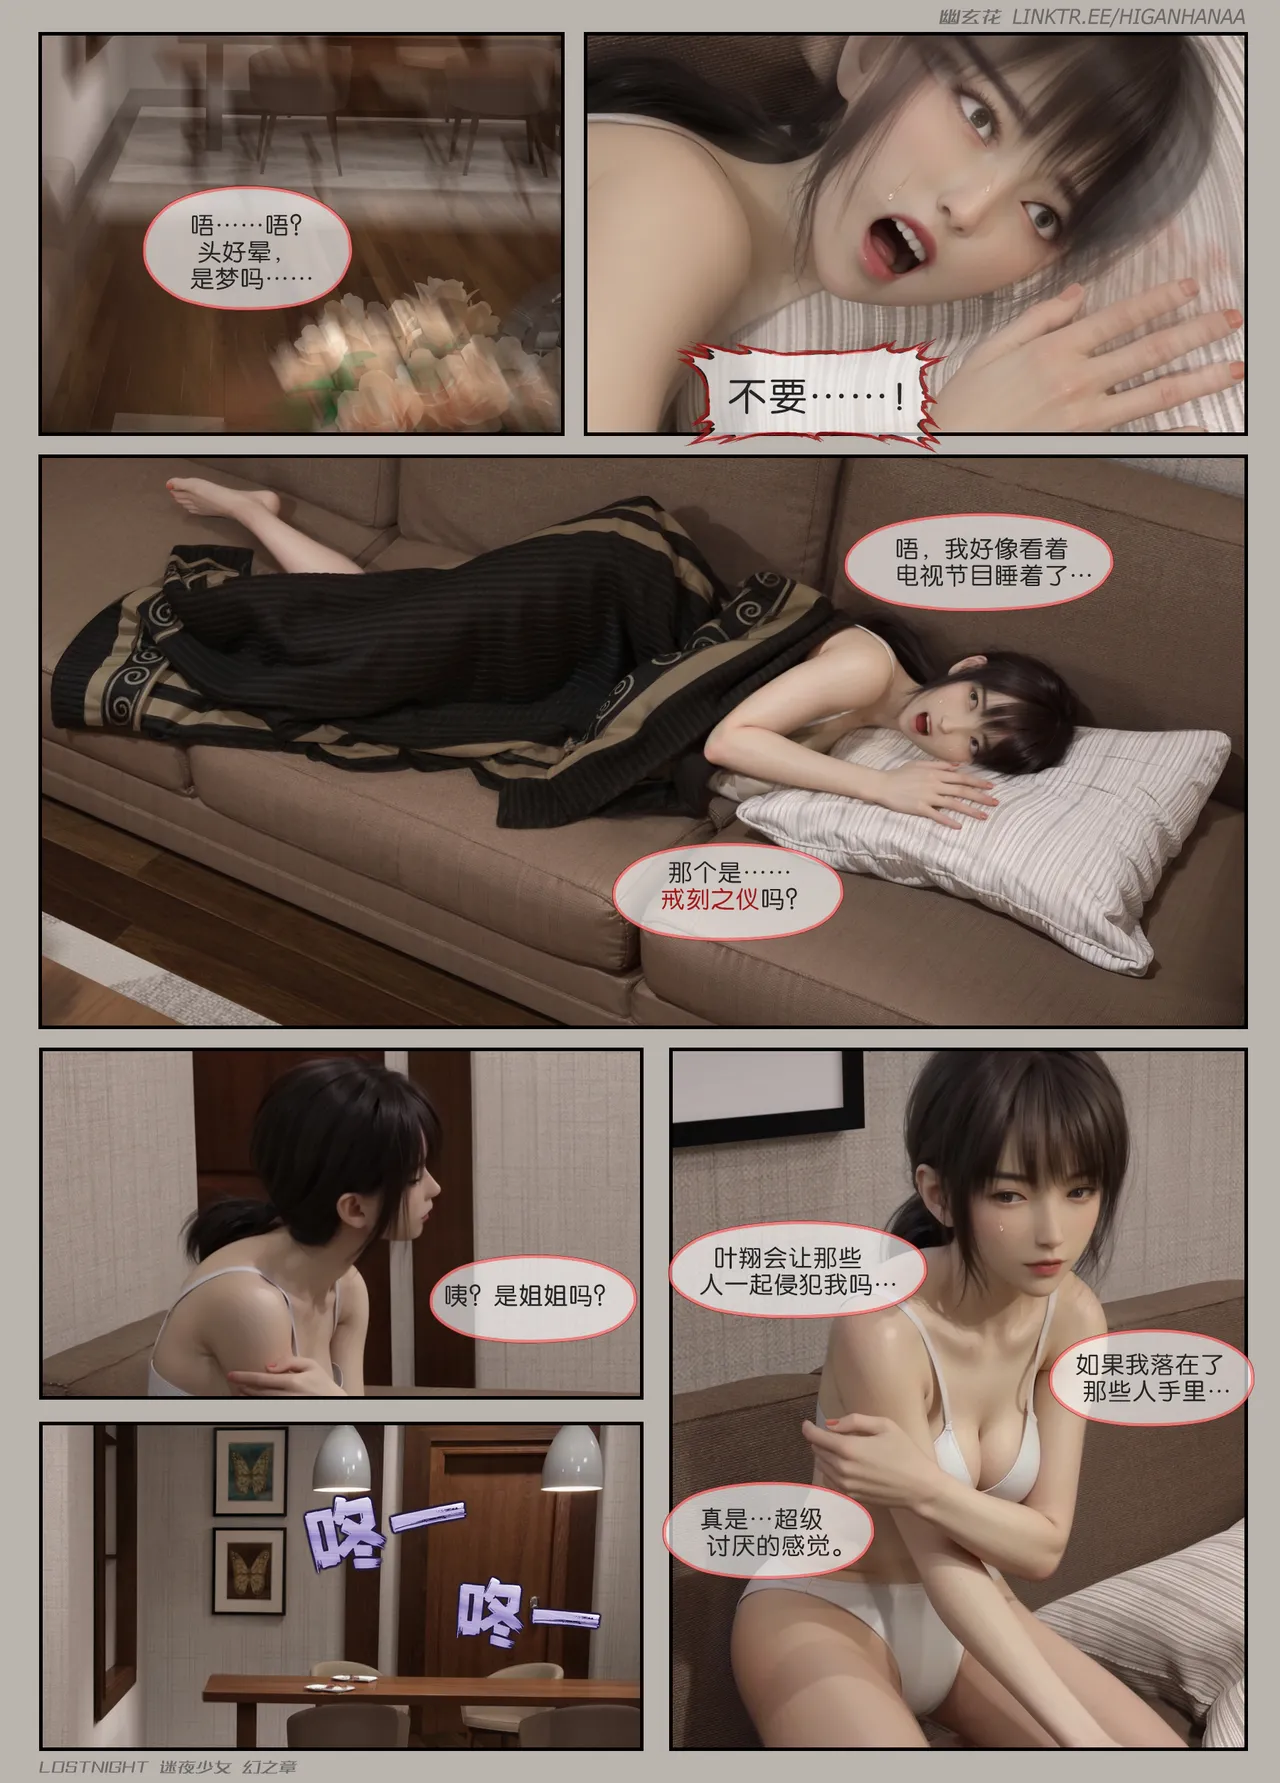 幽玄花 LINKTR.EE/HIGANHANAA
唔……唔?
头好晕,
是梦吗……
不要……!
唔,我好像看着
电视节目睡着了…
那个是……
戒刻之仪吗?
咦? 是姐姐吗?
叶翔会让那些
人一起侵犯我吗…
如果我落在了
那些人手里…
真是…超级
讨厌的感觉。
咚一
咚一
LOSTNIGHT 迷夜少女 幻之章